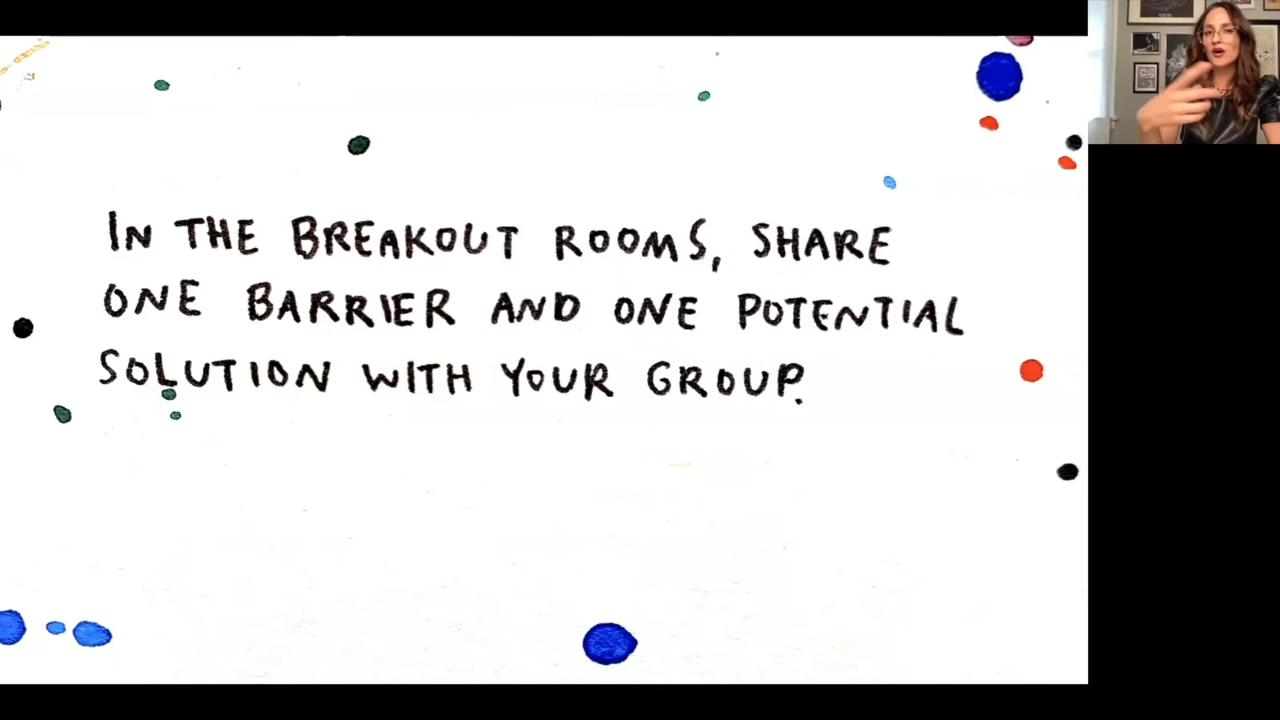 IN THE BREAKOUT ROOMS, SHARE
ONE BARRIER AND ONE POTENTIAL
SOLUTION WITH YOUR GROUP.